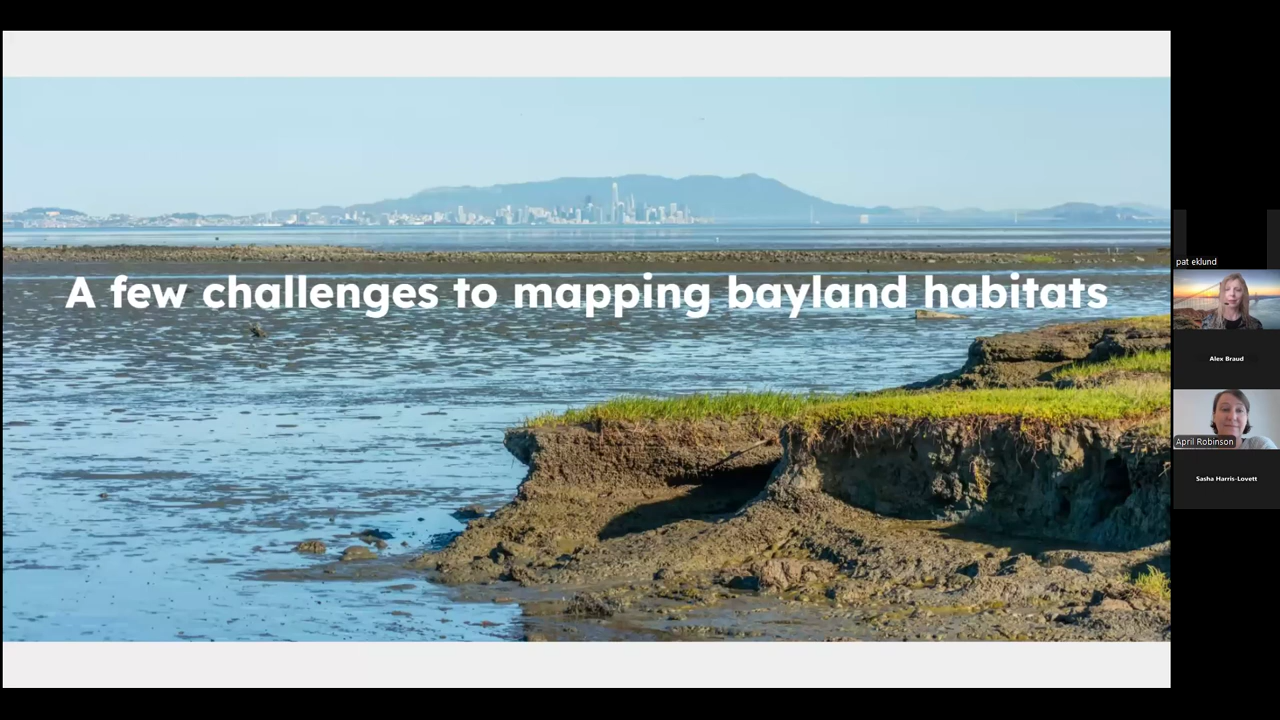 A few challenges to mapping bayland habitats
pat eklund
Alex Braud
April Robinson
Sasha Harris-Lovett